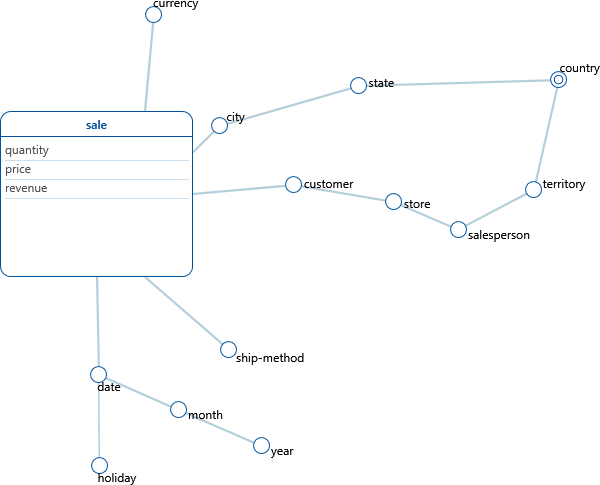 currency
country
state
city
sale
quantity
price
revenue
customer
territory
store
salesperson
ship-method
date
month
year
holiday